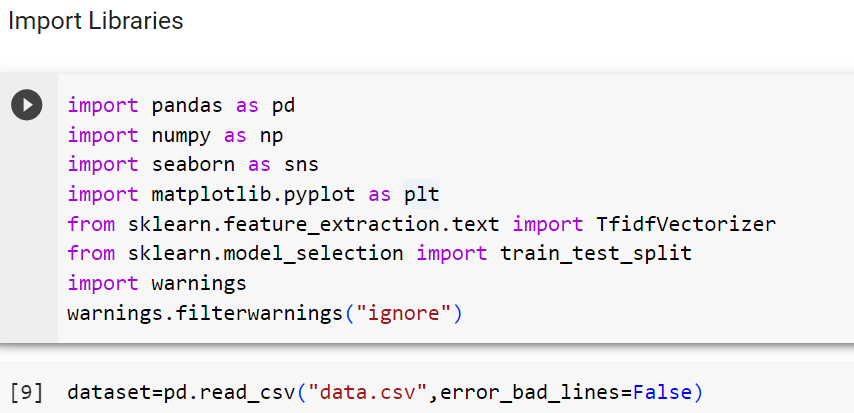 Import Libraries
import pandas as pd
import numpy as np
import seaborn as sns
import matplotlib.pyplot as plt
from sklearn.feature_extraction.text import TfidfVectorizer
from sklearn.model_selection import train_test_split
import warnings
warnings.filterwarnings("ignore")
[9] dataset=pd.read_csv("data.csv",error_bad_lines=False)